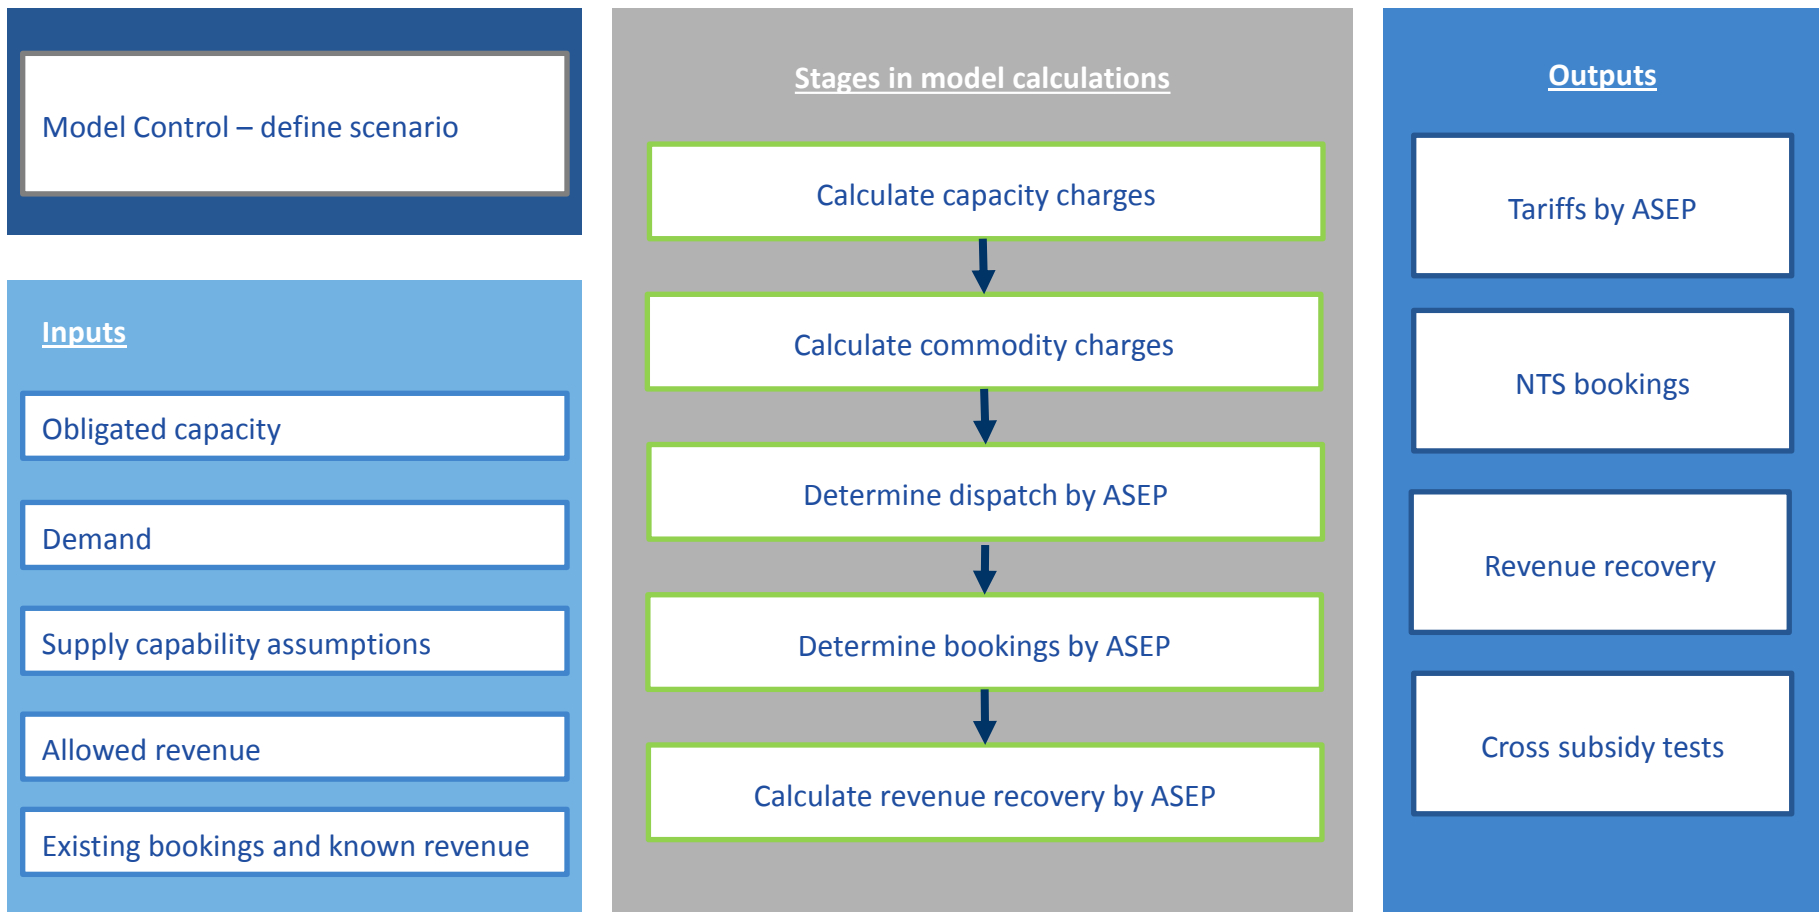 Model Control – define scenario
Inputs
Obligated capacity
Demand
Supply capability assumptions
Allowed revenue
Existing bookings and known revenue
Stages in model calculations
Calculate capacity charges
Calculate commodity charges
Determine dispatch by ASEP
Determine bookings by ASEP
Calculate revenue recovery by ASEP
Outputs
Tariffs by ASEP
NTS bookings
Revenue recovery
Cross subsidy tests